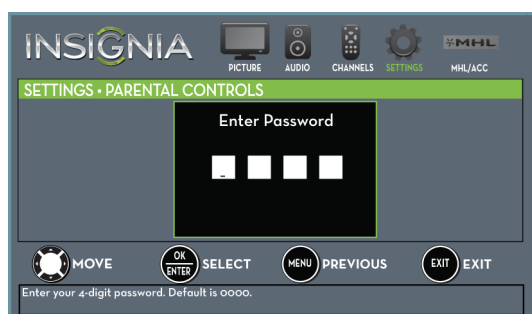 INSIGNIA
PICTURE AUDIO CHANNELS SETTINGS MHL MHL/ACC
SETTINGS • PARENTAL CONTROLS
Enter Password
_
MOVE OK ENTER SELECT MENU PREVIOUS EXIT EXIT
Enter your 4-digit password. Default is 0000.